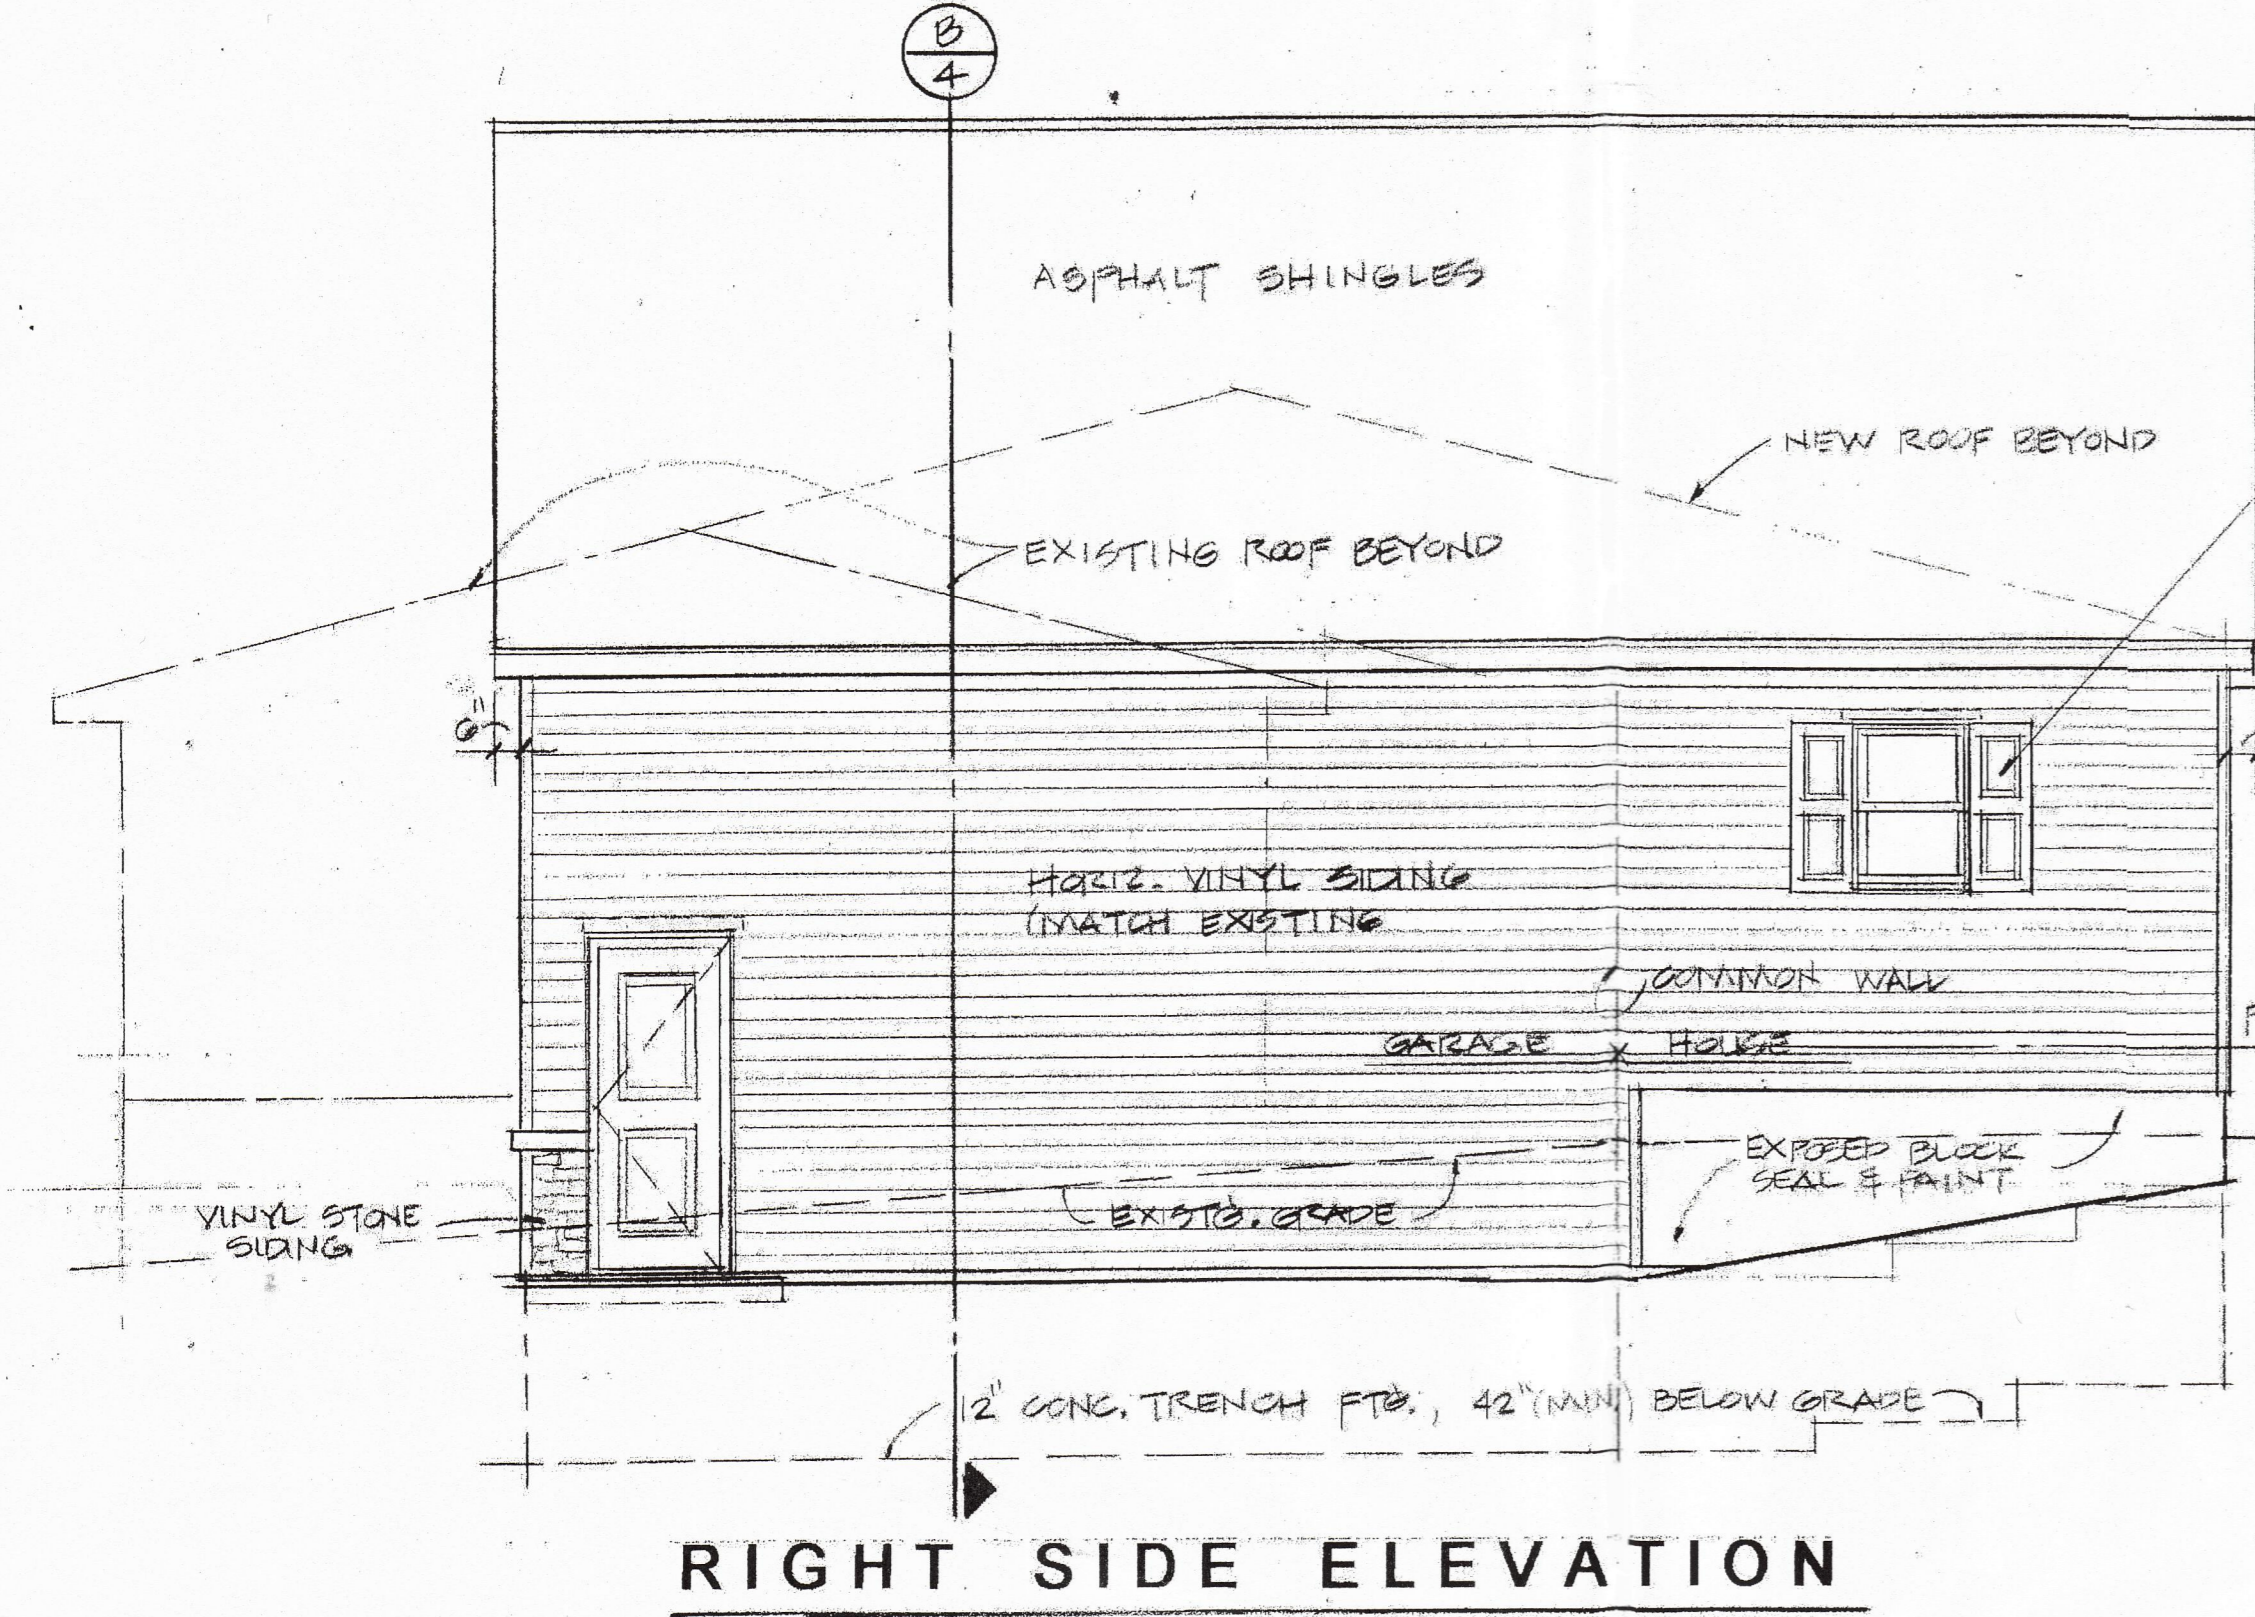 B
4
ASPHALT SHINGLES
NEW ROOF BEYOND
EXISTING ROOF BEYOND
6"
HORIZ. VINYL SIDING
(MATCH EXISTING
COMMON WALL
GARAGE X HOUSE
EXPOSED BLOCK
SEAL & PAINT
VINYL STONE
SIDING
EXIST'G. GRADE
12" CONC. TRENCH FTG., 42" (MIN.) BELOW GRADE
RIGHT SIDE ELEVATION